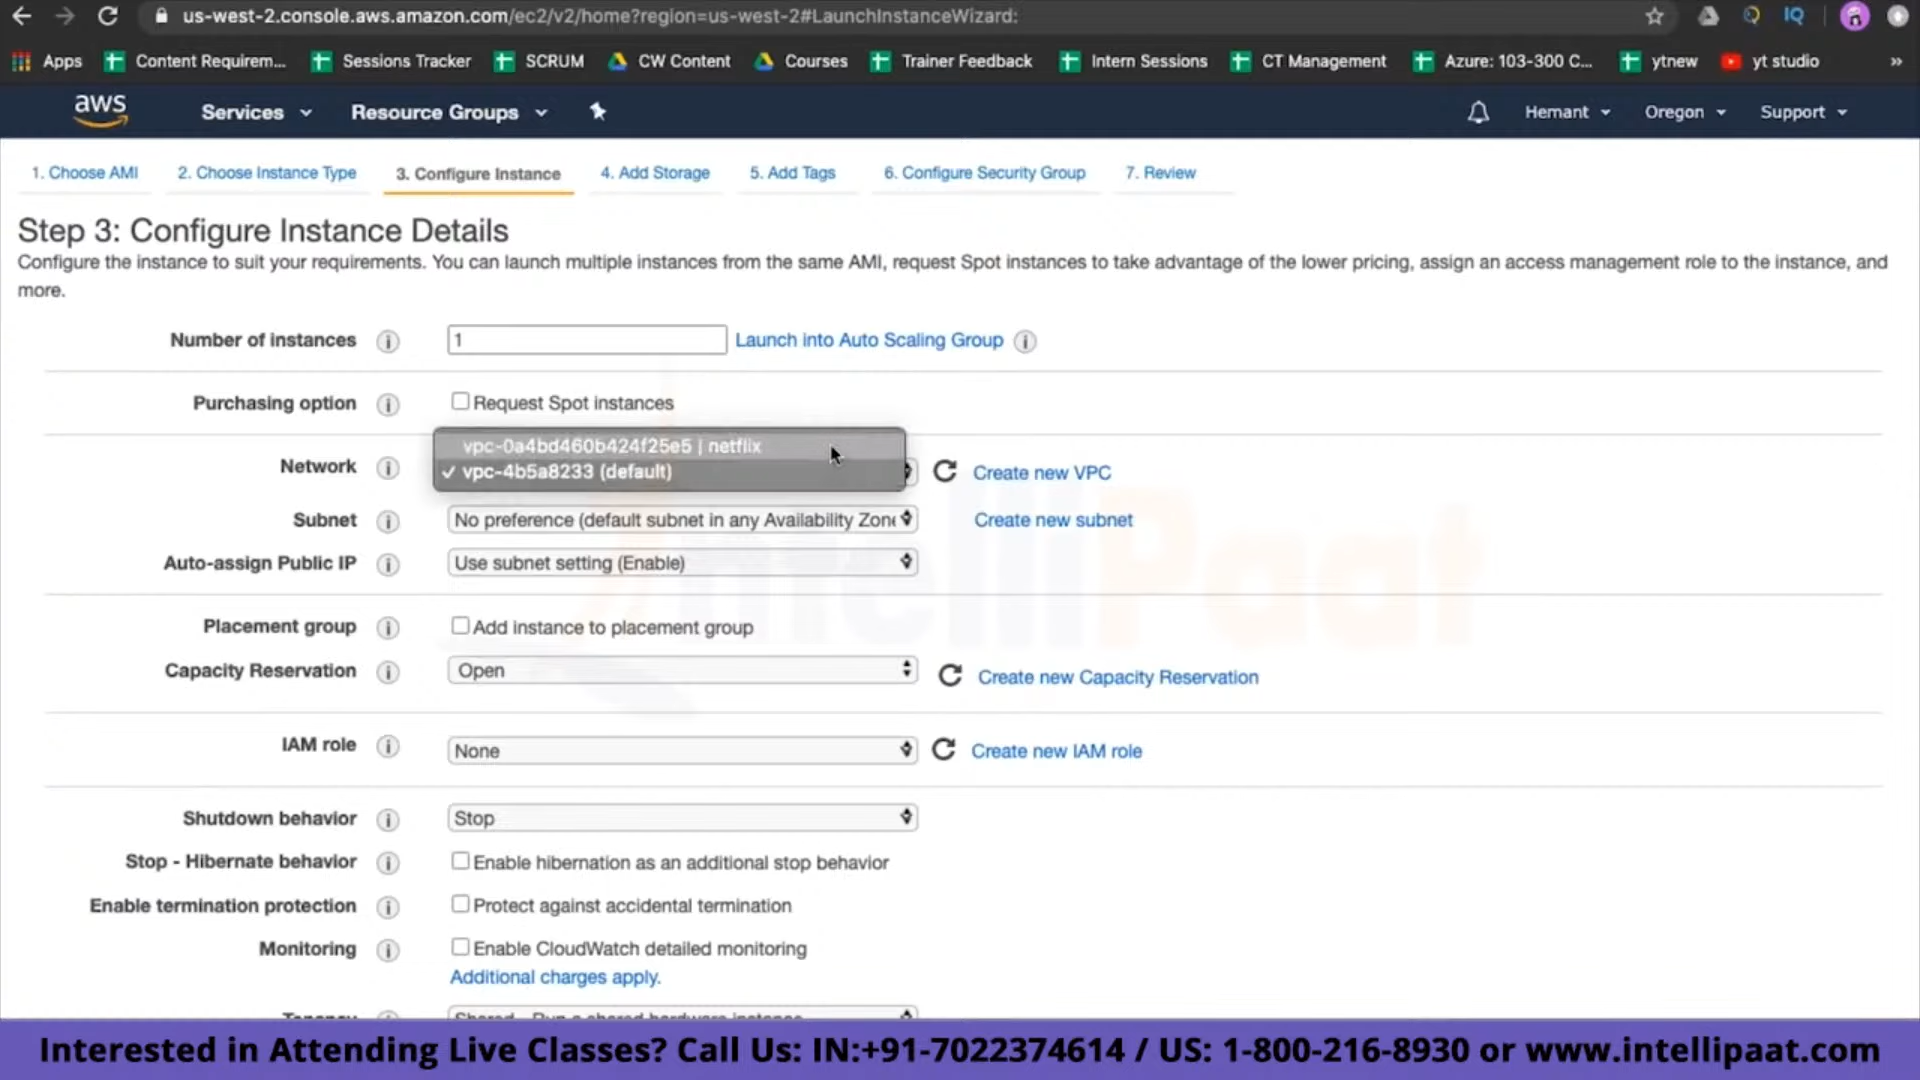 us-west-2.console.aws.amazon.com/ec2/v2/home?region=us-west-2#LaunchInstanceWizard:
IQ
Apps Content Requirem... Sessions Tracker SCRUM CW Content Courses Trainer Feedback Intern Sessions CT Management Azure: 103-300 C... ytnew yt studio »
aws Services Resource Groups Hemant Oregon Support
1. Choose AMI 2. Choose Instance Type 3. Configure Instance 4. Add Storage 5. Add Tags 6. Configure Security Group 7. Review
Step 3: Configure Instance Details
Configure the instance to suit your requirements. You can launch multiple instances from the same AMI, request Spot instances to take advantage of the lower pricing, assign an access management role to the instance, and
more.
Number of instances 1 Launch into Auto Scaling Group
Purchasing option Request Spot instances
vpc-0a4bd460b424f25e5 | netflix
Network ✓ vpc-4b5a8233 (default) Create new VPC
Subnet No preference (default subnet in any Availability Zone Create new subnet
Auto-assign Public IP Use subnet setting (Enable)
IntelliPaat
Placement group Add instance to placement group
Capacity Reservation Open Create new Capacity Reservation
IAM role None Create new IAM role
Shutdown behavior Stop
Stop - Hibernate behavior Enable hibernation as an additional stop behavior
Enable termination protection Protect against accidental termination
Monitoring Enable CloudWatch detailed monitoring
Additional charges apply.
Tenancy Shared - Run a shared hardware instance
Interested in Attending Live Classes? Call Us: IN:+91-7022374614 / US: 1-800-216-8930 or www.intellipaat.com